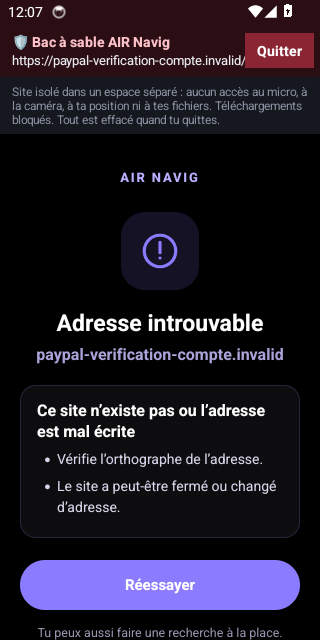 12:07
Bac à sable AIR Navig
https://paypal-verification-compte.invalid/
Quitter
Site isolé dans un espace séparé : aucun accès au micro, à
la caméra, à ta position ni à tes fichiers. Téléchargements
bloqués. Tout est effacé quand tu quittes.
AIR NAVIG
Adresse introuvable
paypal-verification-compte.invalid
Ce site n’existe pas ou l’adresse
est mal écrite
• Vérifie l’orthographe de l’adresse.
• Le site a peut-être fermé ou changé
d’adresse.
Réessayer
Tu peux aussi faire une recherche à la place.